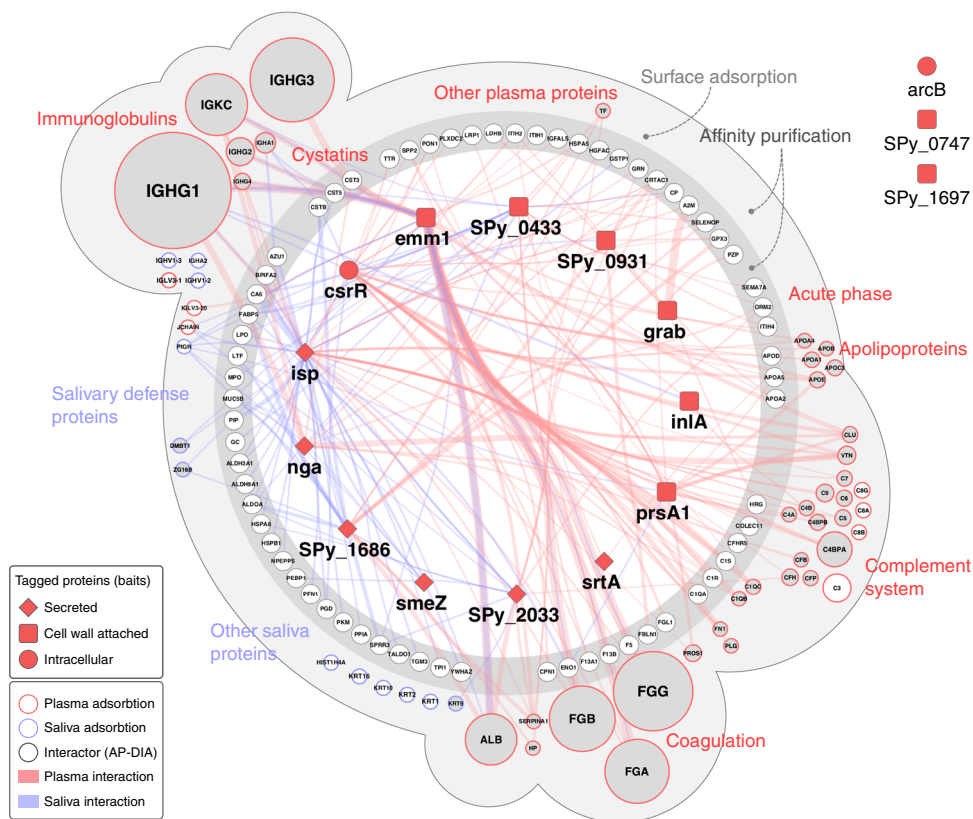 IGHG3
IGKC
Immunoglobulins
IGHG2
IGHA1
IGHG4
IGHG1
Cystatins
Other plasma proteins
TF
Surface adsorption
Affinity purification
arcB
SPy_0747
SPy_1697
CSTB
CST5
CST3
TTR
SPP2
PON1
PLXDC2
LRP1
LDHB
ITIH2
ITIH1
IGFALS
HSPA5
HGFAC
GSTP1
GRN
CRTAC1
CP
A2M
SELENOP
GPX3
PZP
SEMA7A
ORM2
ITIH4
APOD
APOA5
APOA2
Acute phase
Apolipoproteins
APOA4
APOB
APOA1
APOC3
APOE
IGHV1-3
IGHA2
IGLV3-1
IGHV1-2
IGLV3-20
JCHAIN
PIGR
Salivary defense
proteins
DMBT1
ZG16B
AZU1
BPIFA2
CA6
FABP5
LPO
LTF
MPO
MUC5B
PIP
GC
ALDH3A1
ALDH9A1
ALDOA
HSPA8
HSPB1
NPEPPS
PEBP1
PFN1
PGD
PKM
PPIA
SPRR3
TALDO1
TGM3
TPI1
YWHAZ
emm1
SPy_0433
SPy_0931
csrR
grab
isp
inlA
nga
prsA1
SPy_1686
srtA
smeZ
SPy_2033
CLU
VTN
C7
C9
C6
C8G
C4A
C4B
C4BPB
C5
C8A
C8B
C4BPA
CFB
CFH
CFP
C3
Complement
system
HRG
COLEC11
CFHR5
C1S
C1R
C1QA
C1QC
C1QB
FN1
PLG
PROS1
FGL1
FBLN1
F5
F13B
F13A1
ENO1
CPN1
FGG
FGB
FGA
Coagulation
SERPINA1
HP
ALB
Other saliva
proteins
HIST1H4A
KRT16
KRT10
KRT2
KRT1
KRT9
Tagged proteins (baits)
Secreted
Cell wall attached
Intracellular
Plasma adsorbtion
Saliva adsorbtion
Interactor (AP-DIA)
Plasma interaction
Saliva interaction